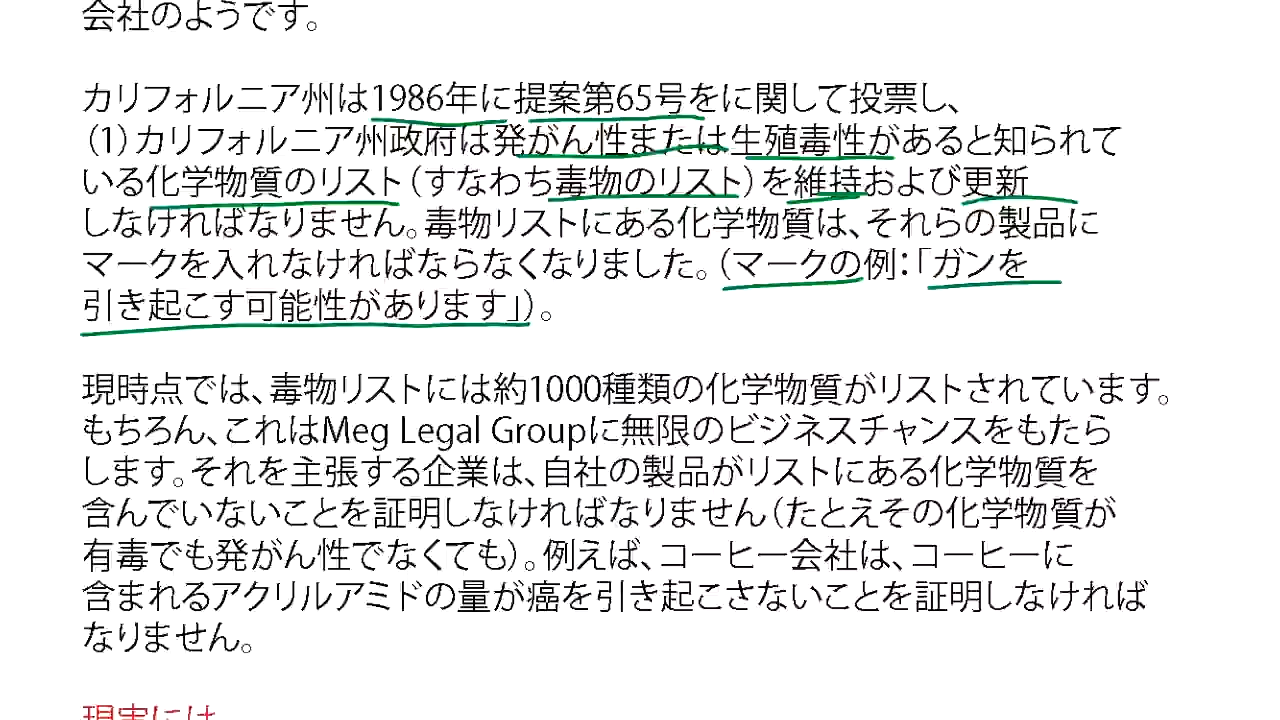 会社のようです。
カリフォルニア州は1986年に提案第65号をに関して投票し、
（1）カリフォルニア州政府は発がん性または生殖毒性があると知られて
いる化学物質のリスト（すなわち毒物のリスト）を維持および更新
しなければなりません。毒物リストにある化学物質は、それらの製品に
マークを入れなければならなくなりました。（マークの例：「ガンを
引き起こす可能性があります」）。
現時点では、毒物リストには約1000種類の化学物質がリストされています。
もちろん、これはMeg Legal Groupに無限のビジネスチャンスをもたら
します。それを主張する企業は、自社の製品がリストにある化学物質を
含んでいないことを証明しなければなりません（たとえその化学物質が
有毒でも発がん性でなくても）。例えば、コーヒー会社は、コーヒーに
含まれるアクリルアミドの量が癌を引き起こさないことを証明しなければ
なりません。
現実には